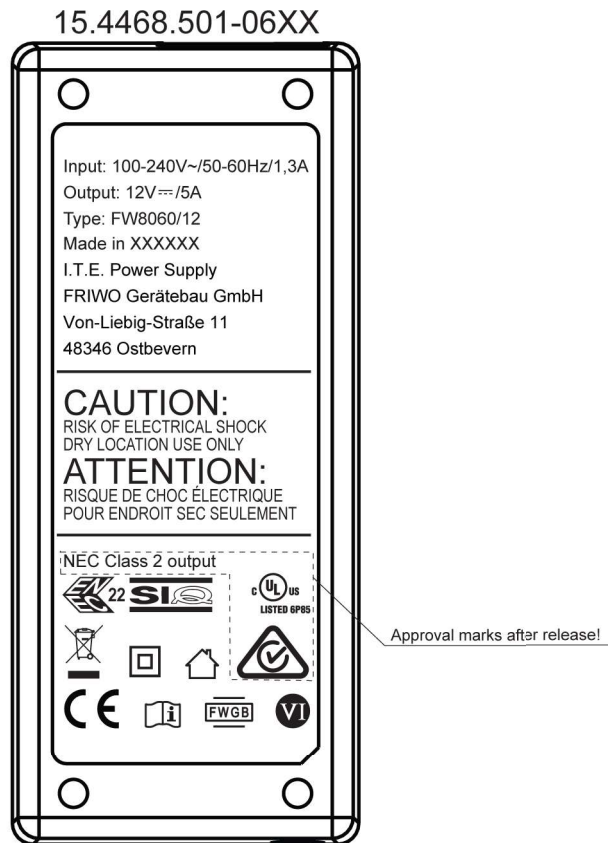 15.4468.501-06XX
Input: 100-240V~/50-60Hz/1,3A
Output: 12V⎓/5A
Type: FW8060/12
Made in XXXXXX
I.T.E. Power Supply
FRIWO Gerätebau GmbH
Von-Liebig-Straße 11
48346 Ostbevern
CAUTION:
RISK OF ELECTRICAL SHOCK
DRY LOCATION USE ONLY
ATTENTION:
RISQUE DE CHOC ÉLECTRIQUE
POUR ENDROIT SEC SEULEMENT
NEC Class 2 output
22 SIQ
C UL US
LISTED 6P85
Approval marks after release!
CE i FWGB VI